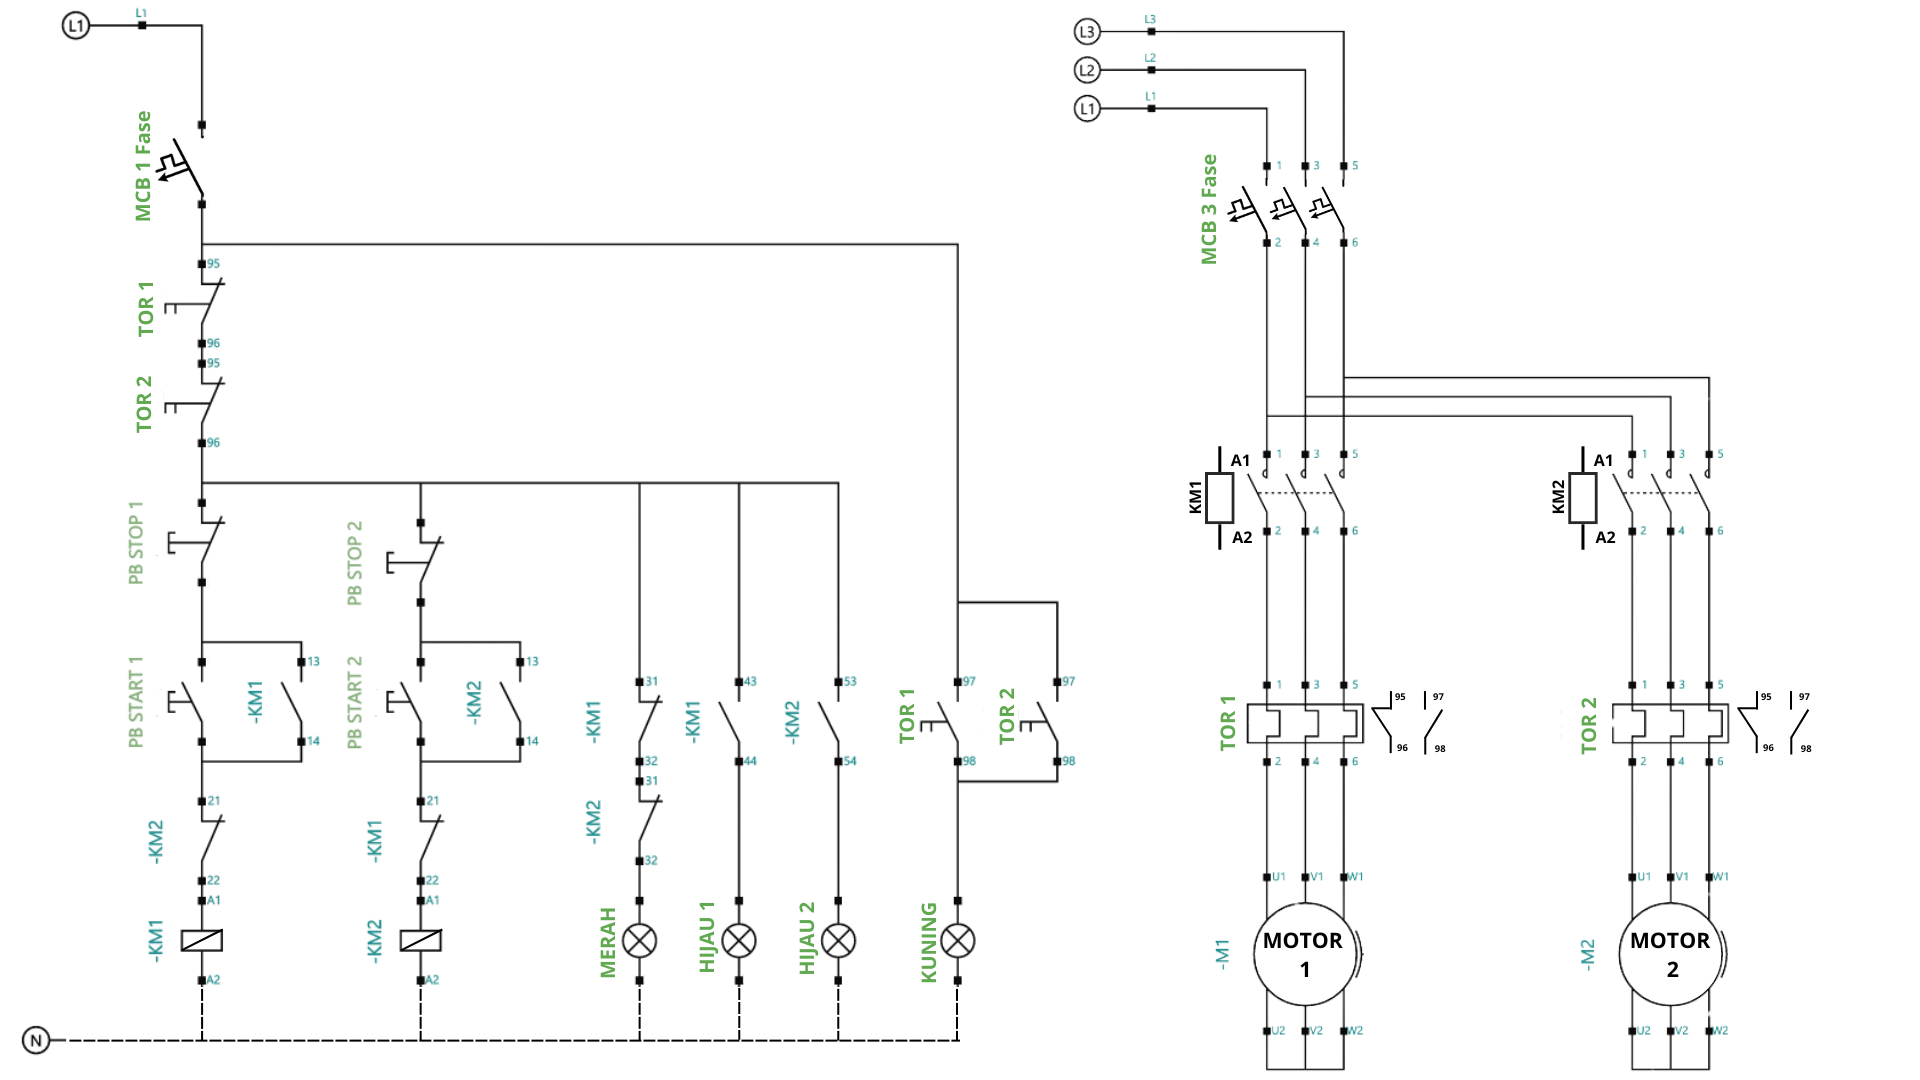 L1
L1
MCB 1 Fase
95
TOR 1
96
95
TOR 2
96
PB STOP 1
PB STOP 2
PB START 1
-KM1
13
14
PB START 2
-KM2
13
14
-KM1
31
32
-KM2
31
32
-KM1
43
44
-KM2
53
54
TOR 1
97
98
TOR 2
97
98
-KM2
21
22
-KM1
21
22
-KM1
A1
A2
-KM2
A1
A2
MERAH
HIJAU 1
HIJAU 2
KUNING
N
L3
L3
L2
L2
L1
L1
MCB 3 Fase
1 3 5
2 4 6
KM1
A1
A2
1 3 5
2 4 6
KM2
A1
A2
1 3 5
2 4 6
TOR 1
1 3 5
2 4 6
95 97
96 98
TOR 2
1 3 5
2 4 6
95 97
96 98
-M1
U1 V1 W1
MOTOR
1
U2 V2 W2
-M2
U1 V1 W1
MOTOR
2
U2 V2 W2